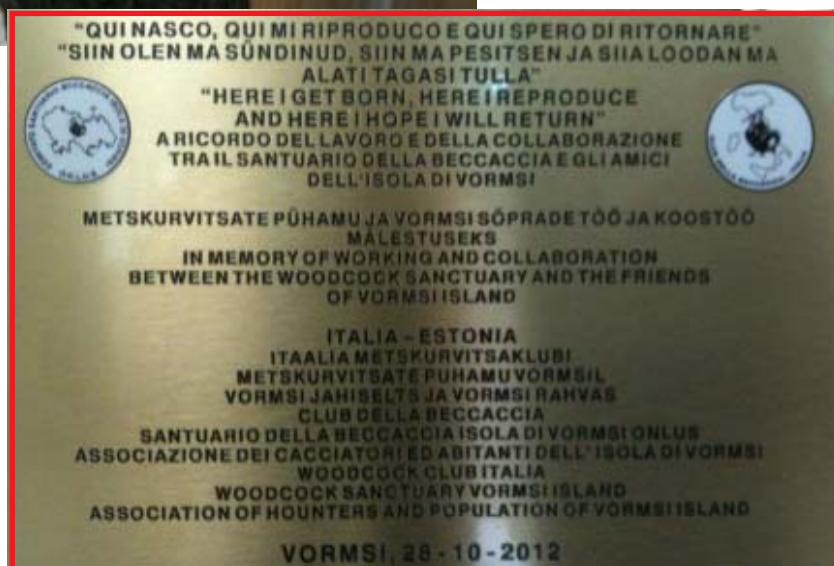 "QUI NASCO, QUI MI RIPRODUCO E QUI SPERO DI RITORNARE"
"SIIN OLEN MA SÜNDINUD, SIIN MA PESITSEN JA SIIA LOODAN MA
ALATI TAGASI TULLA"
"HERE I GET BORN, HERE I REPRODUCE
AND HERE I HOPE I WILL RETURN"
A RICORDO DEL LAVORO E DELLA COLLABORAZIONE
TRA IL SANTUARIO DELLA BECCACCIA E GLI AMICI
DELL'ISOLA DI VORMSI
METSKURVITSATE PÜHAMU JA VORMSI SÕPRADE TÖÖ JA KOOSTÖÖ
MÄLESTUSEKS
IN MEMORY OF WORKING AND COLLABORATION
BETWEEN THE WOODCOCK SANCTUARY AND THE FRIENDS
OF VORMSI ISLAND
ITALIA - ESTONIA
ITAALIA METSKURVITSAKLUBI
METSKURVITSATE PUHAMU VORMSIL
VORMSI JAHISELTS JA VORMSI RAHVAS
CLUB DELLA BECCACCIA
SANTUARIO DELLA BECCACCIA ISOLA DI VORMSI ONLUS
ASSOCIAZIONE DEI CACCIATORI ED ABITANTI DELL' ISOLA DI VORMSI
WOODCOCK CLUB ITALIA
WOODCOCK SANCTUARY VORMSI ISLAND
ASSOCIATION OF HOUNTERS AND POPULATION OF VORMSI ISLAND
VORMSI, 28-10-2012